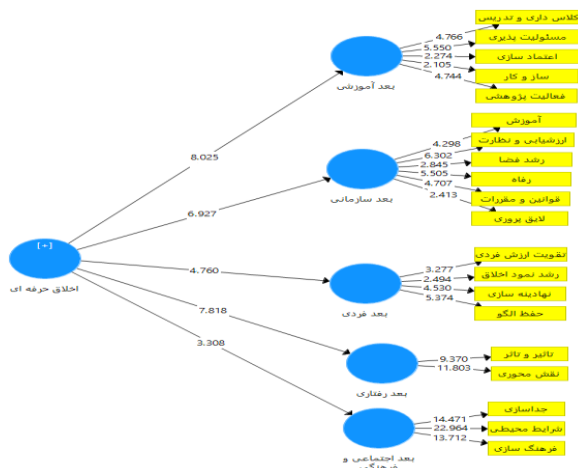 کلاس داری و تدریس
4.766
مسئولیت پذیری
5.550
اعتماد سازی
2.274
ساز و کار
2.105
فعالیت پژوهشی
4.744
بعد آموزشی
8.025
آموزش
4.298
ارزشیابی و نظارت
6.302
رشد فضا
2.845
رفاه
5.505
قوانین و مقررات
4.707
لایق پروری
2.413
بعد سازمانی
6.927
[+]
اخلاق حرفه ای
4.760
تقویت ارزش فردی
3.277
رشد نمود اخلاق
2.494
نهادینه سازی
4.530
حفظ الگو
5.374
بعد فردی
7.818
تاثیر و تاثر
9.370
نقش محوری
11.803
بعد رفتاری
3.308
جداسازی
14.471
شرایط محیطی
22.964
فرهنگ سازی
13.712
بعد اجتماعی و
فرهنگی